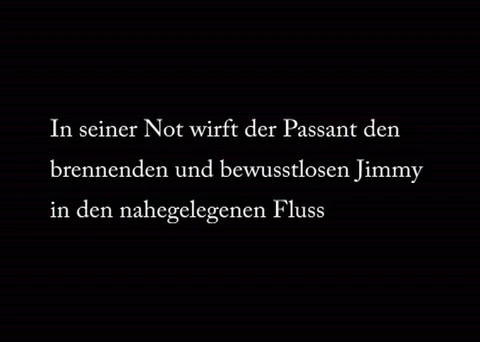 In seiner Not wirft der Passant den
brennenden und bewusstlosen Jimmy
in den nahegelegenen Fluss